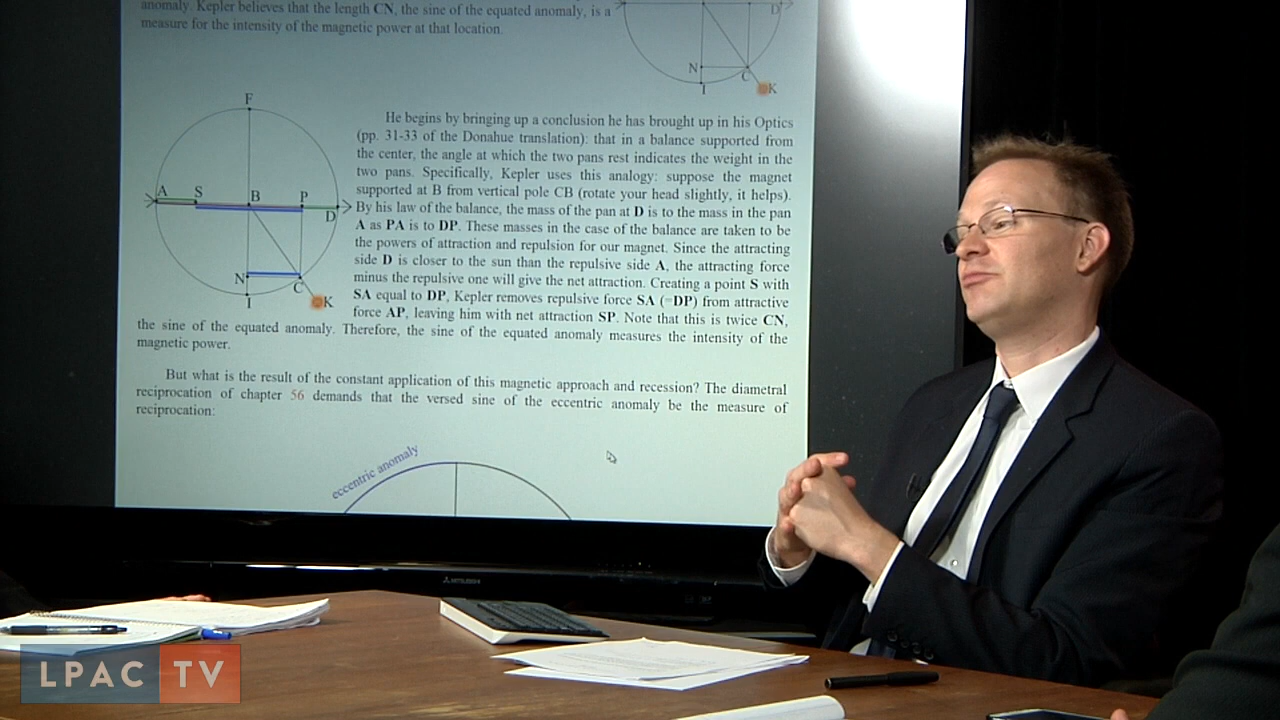 anomaly. Kepler believes that the length CN, the sine of the equated anomaly, is a
measure for the intensity of the magnetic power at that location.
D
N
C
I
K
F
A
S
B
P
D
N
C
I
K
He begins by bringing up a conclusion he has brought up in his Optics
(pp. 31-33 of the Donahue translation): that in a balance supported from
the center, the angle at which the two pans rest indicates the weight in the
two pans. Specifically, Kepler uses this analogy: suppose the magnet
supported at B from vertical pole CB (rotate your head slightly, it helps).
By his law of the balance, the mass of the pan at D is to the mass in the pan
A as PA is to DP. These masses in the case of the balance are taken to be
the powers of attraction and repulsion for our magnet. Since the attracting
side D is closer to the sun than the repulsive side A, the attracting force
minus the repulsive one will give the net attraction. Creating a point S with
SA equal to DP, Kepler removes repulsive force SA (=DP) from attractive
force AP, leaving him with net attraction SP. Note that this is twice CN,
the sine of the equated anomaly. Therefore, the sine of the equated anomaly measures the intensity of the
magnetic power.
But what is the result of the constant application of this magnetic approach and recession? The diametral
reciprocation of chapter 56 demands that the versed sine of the eccentric anomaly be the measure of
reciprocation:
eccentric anomaly
MITSUBISHI
LPAC TV